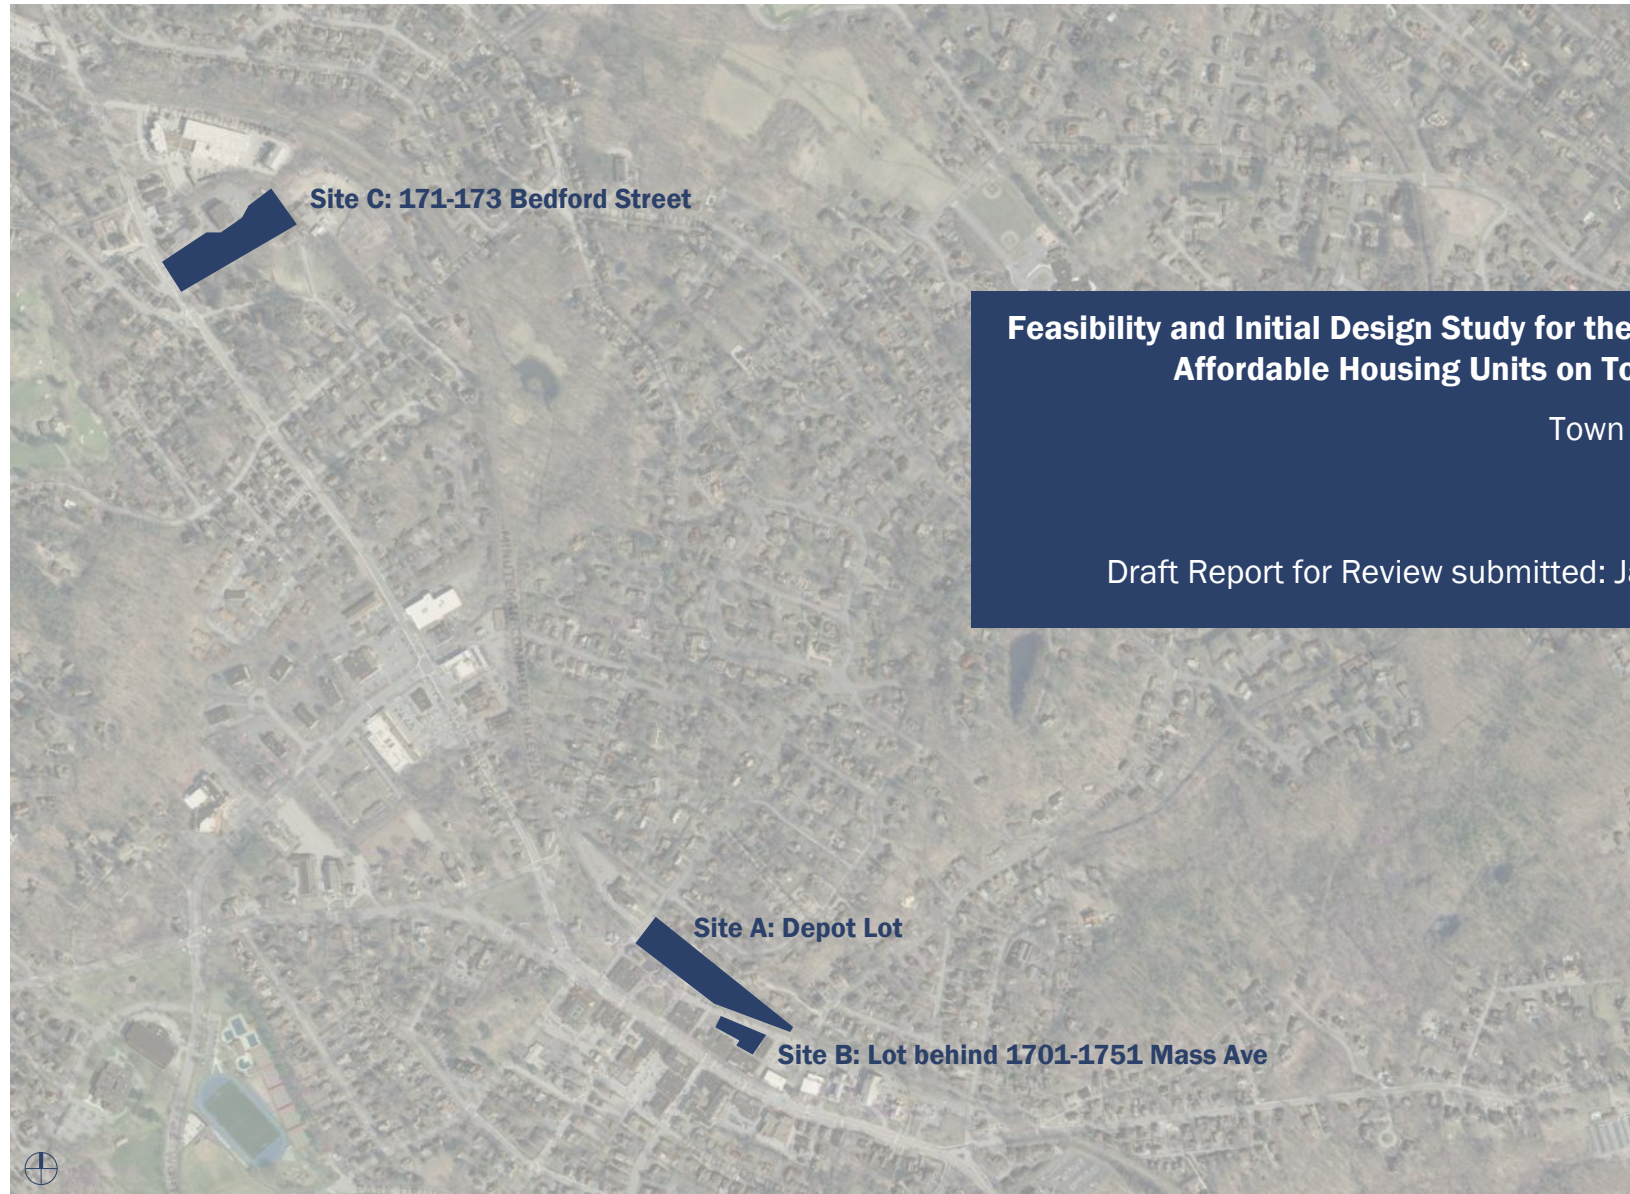 Site C: 171-173 Bedford Street
Feasibility and Initial Design Study for the
Affordable Housing Units on
Town
Draft Report for Review submitted:
Site A: Depot Lot
Site B: Lot behind 1701-1751 Mass Ave